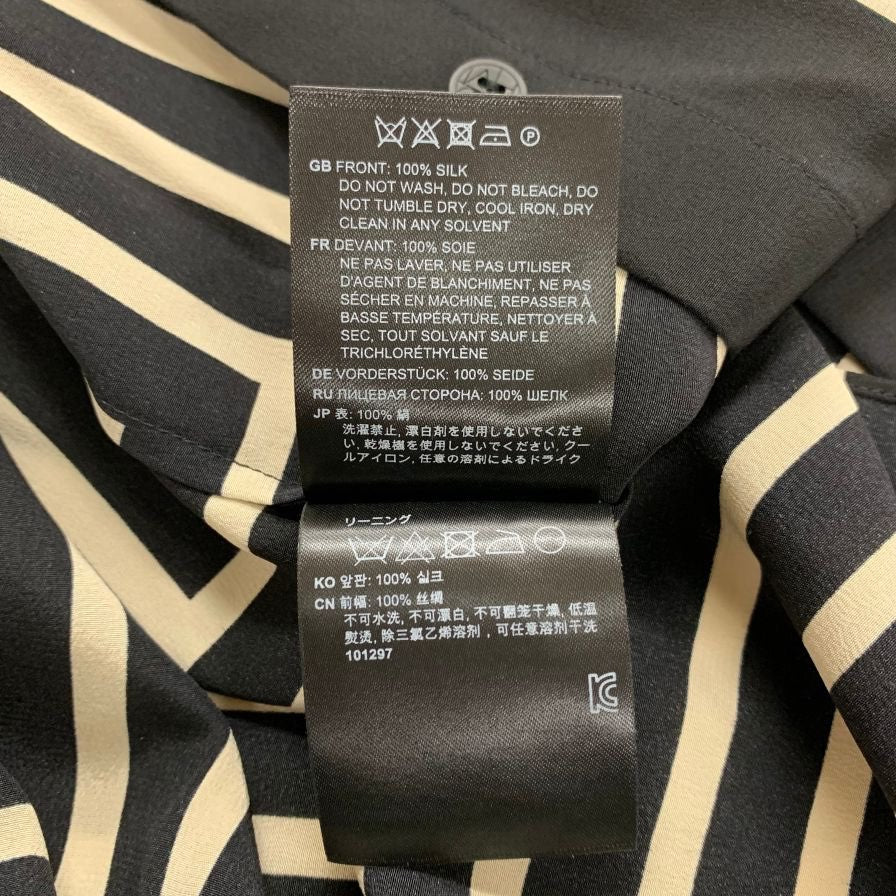 P
GB FRONT: 100% SILK
DO NOT WASH, DO NOT BLEACH, DO
NOT TUMBLE DRY, COOL IRON, DRY
CLEAN IN ANY SOLVENT
FR DEVANT: 100% SOIE
NE PAS LAVER, NE PAS UTILISER
D'AGENT DE BLANCHIMENT, NE PAS
SÉCHER EN MACHINE, REPASSER À
BASSE TEMPÉRATURE, NETTOYER À
SEC, TOUT SOLVANT SAUF LE
TRICHLORÉTHYLÈNE
DE VORDERSTÜCK: 100% SEIDE
RU ЛИЦЕВАЯ СТОРОНА: 100% ШЕЛК
JP 表: 100% 絹
洗濯禁止, 漂白剤を使用しないでくださ
い, 乾燥機を使用しないでください, クー
ルアイロン, 任意の溶剤によるドライク
リーニング
KO 앞판: 100% 실크
CN 前幅: 100% 丝绸
不可水洗, 不可漂白, 不可翻笼干燥, 低温
熨烫, 除三氯乙烯溶剂, 可任意溶剂干洗
101297